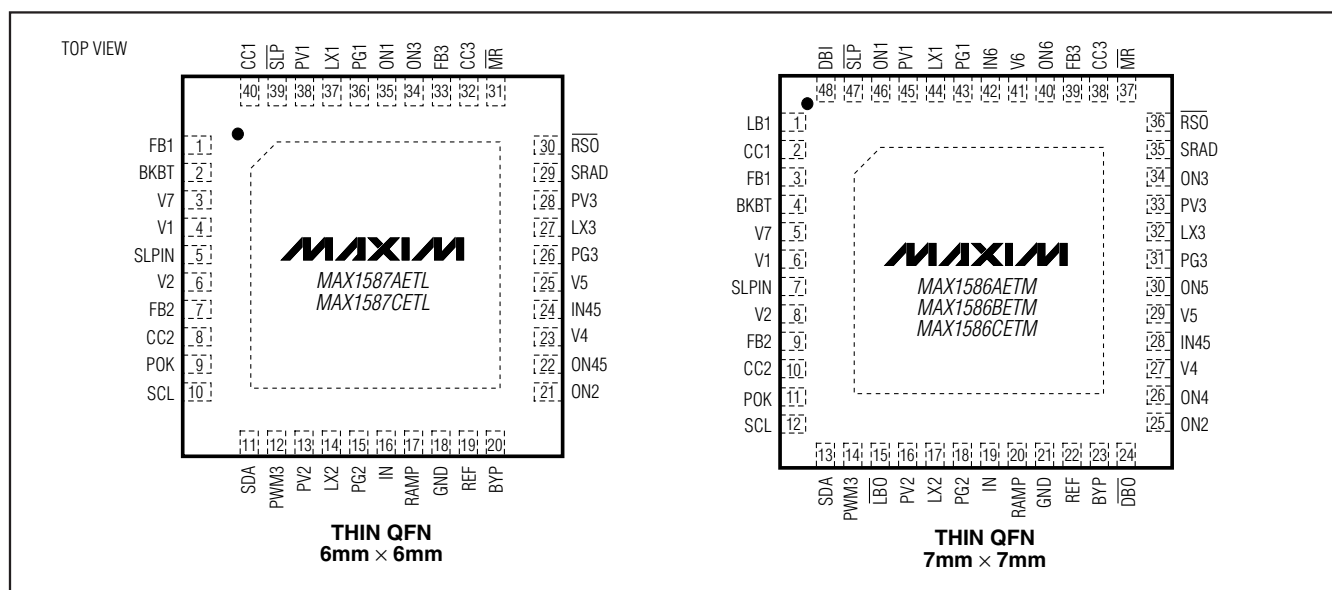 TOP VIEW
CC1 SLP PV1 LX1 PG1 ON1 ON3 FB3 CC3 MR
40 39 38 37 36 35 34 33 32 31
FB1 1
BKBT 2
V7 3
V1 4
SLPIN 5
V2 6
FB2 7
CC2 8
POK 9
SCL 10
MAXIM
MAX1587AETL
MAX1587CETL
30 RSO
29 SRAD
28 PV3
27 LX3
26 PG3
25 V5
24 IN45
23 V4
22 ON45
21 ON2
11 12 13 14 15 16 17 18 19 20
SDA PWM3 PV2 LX2 PG2 IN RAMP GND REF BYP
THIN QFN
6mm × 6mm
DBI SLP ON1 PV1 LX1 PG1 IN6 V6 ON6 FB3 CC3 MR
48 47 46 45 44 43 42 41 40 39 38 37
LB1 1
CC1 2
FB1 3
BKBT 4
V7 5
V1 6
SLPIN 7
V2 8
FB2 9
CC2 10
POK 11
SCL 12
MAXIM
MAX1586AETM
MAX1586BETM
MAX1586CETM
36 RSO
35 SRAD
34 ON3
33 PV3
32 LX3
31 PG3
30 ON5
29 V5
28 IN45
27 V4
26 ON4
25 ON2
13 14 15 16 17 18 19 20 21 22 23 24
SDA PWM3 LBO PV2 LX2 PG2 IN RAMP GND REF BYP DBO
THIN QFN
7mm × 7mm